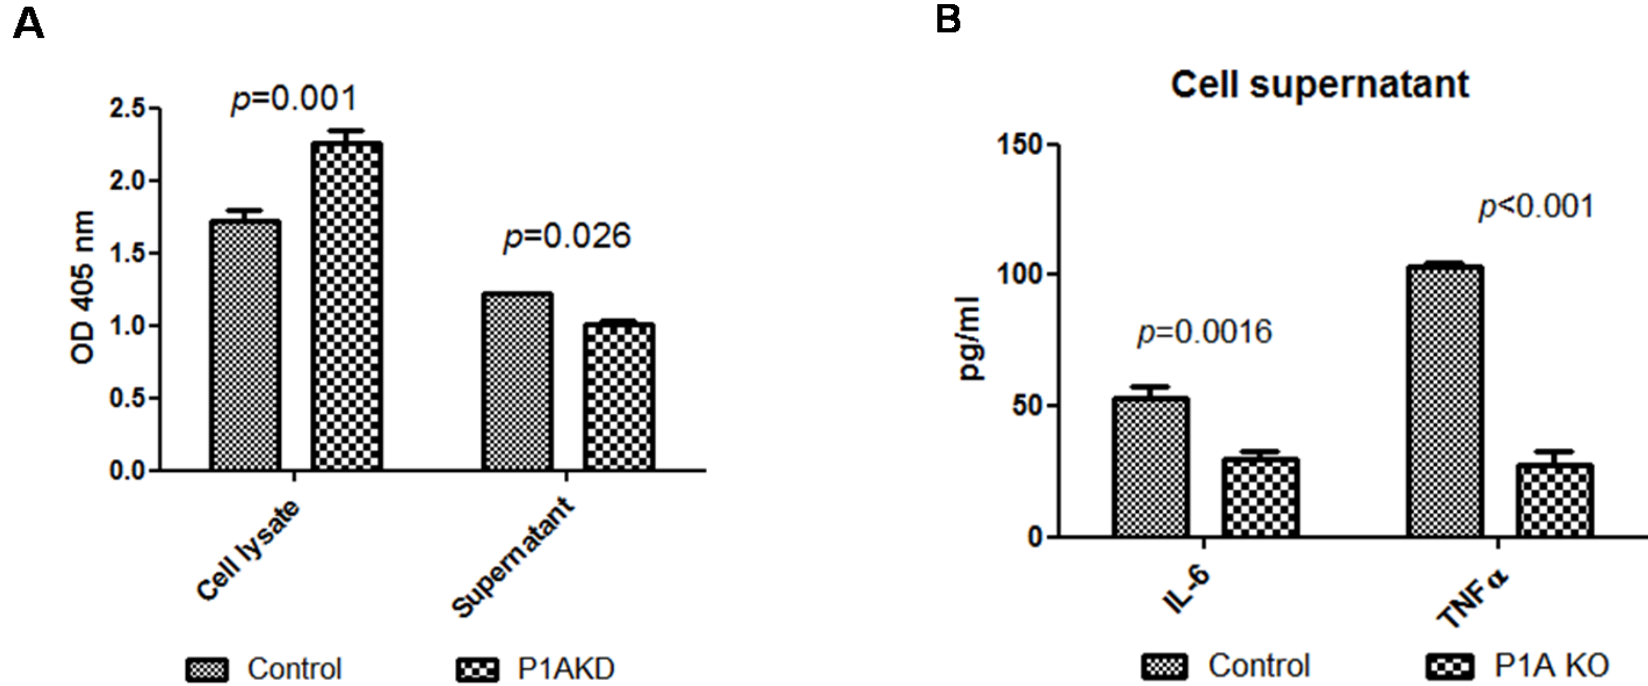 A
p=0.001
p=0.026
OD 405 nm
2.5
2.0
1.5
1.0
0.5
0.0
Cell lysate
Supernatant
Control
P1AKD
B
Cell supernatant
p<0.001
p=0.0016
pg/ml
150
100
50
0
IL-6
TNFα
Control
P1A KO